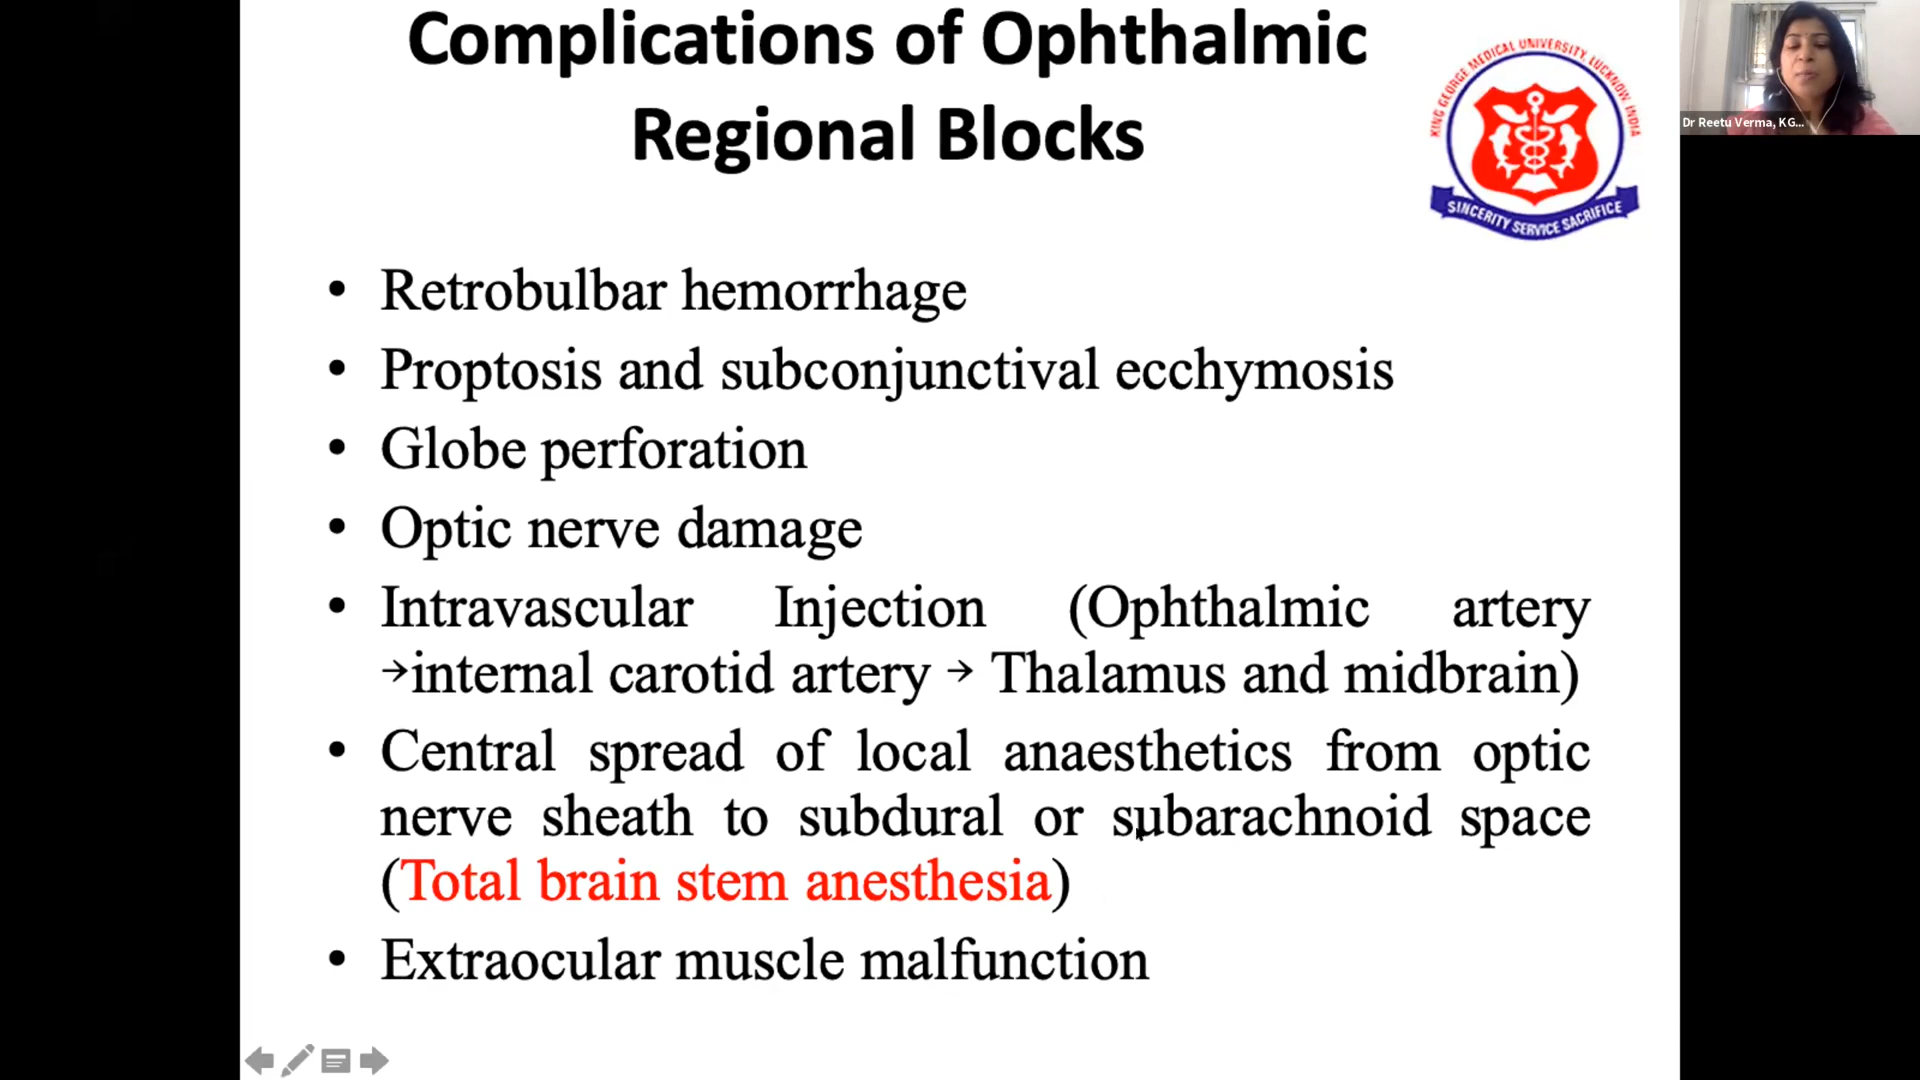 Complications of Ophthalmic
Regional Blocks
KING GEORGE MEDICAL UNIVERSITY, LUCKNOW INDIA
SINCERITY SERVICE SACRIFICE
Dr Reetu Verma, KG...
• Retrobulbar hemorrhage
• Proptosis and subconjunctival ecchymosis
• Globe perforation
• Optic nerve damage
• Intravascular Injection (Ophthalmic artery
→internal carotid artery → Thalamus and midbrain)
• Central spread of local anaesthetics from optic
nerve sheath to subdural or subarachnoid space
(Total brain stem anesthesia)
• Extraocular muscle malfunction